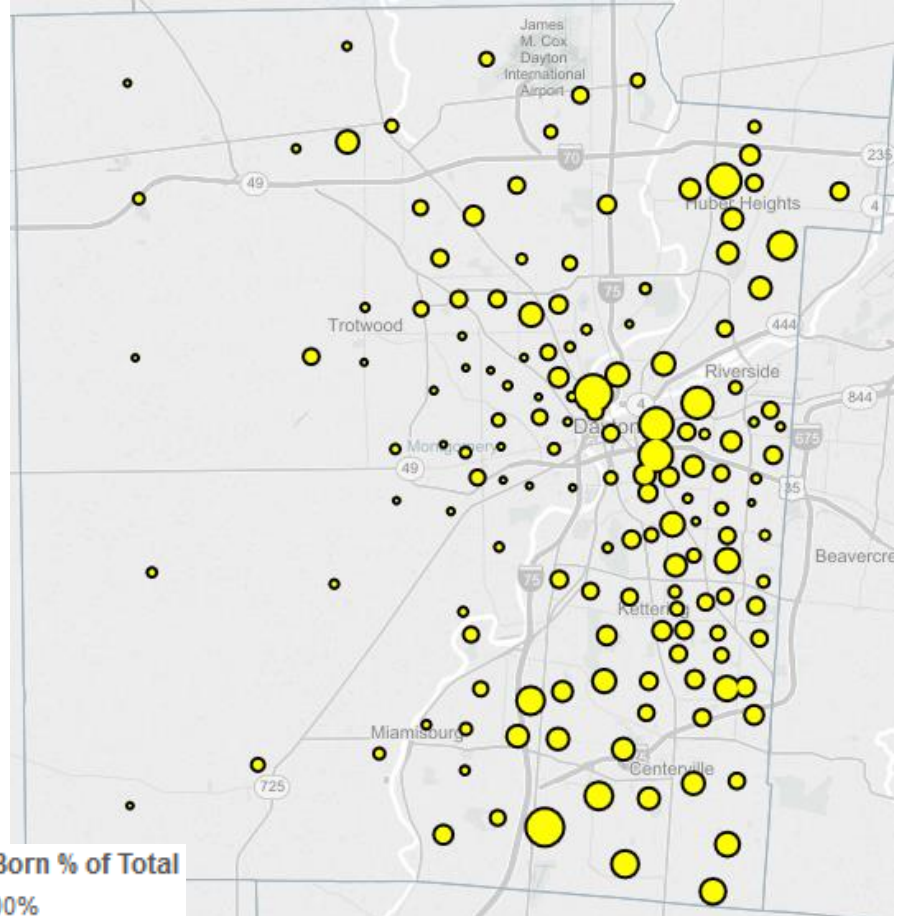 James
M. Cox
Dayton
International
Airport
70
235
49
Huber Heights
4
75
Trotwood
444
Riverside
4
844
Dayton
Montgomery
675
49
35
75
Beavercre
Kettering
Miamisburg
Centerville
725
Born % of Total
00%